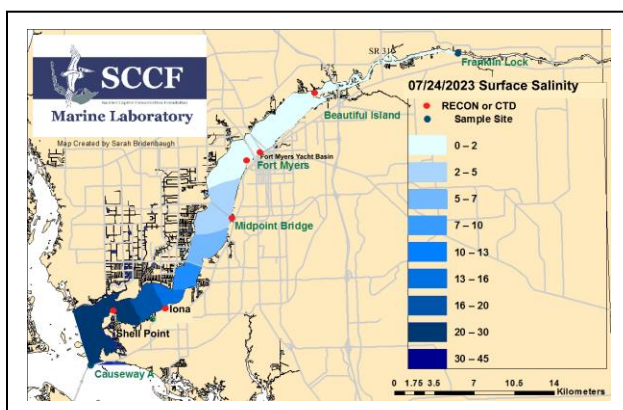 SCCF
Marine Laboratory
Map Created by Sarah Bridenbaugh
SR 31
Franklin Lock
07/24/2023 Surface Salinity
RECON or CTD
Sample Site
0 – 2
2 – 5
5 – 7
7 – 10
10 – 13
13 – 16
16 – 20
20 – 30
30 – 45
Beautiful Island
Fort Myers Yacht Basin
Fort Myers
Midpoint Bridge
Iona
Shell Point
Causeway A
0 1.75 3.5 7 10.5 14
Kilometers